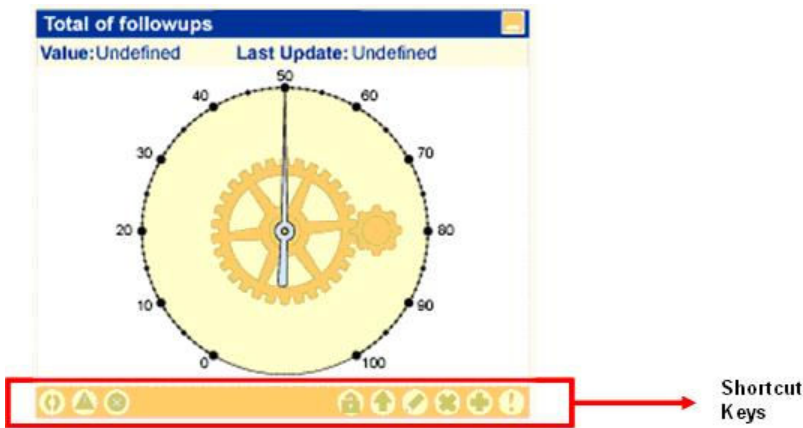 Total of followups
Value:Undefined Last Update: Undefined
50
40 60
30 70
20 80
10 90
0 100
Shortcut
Keys